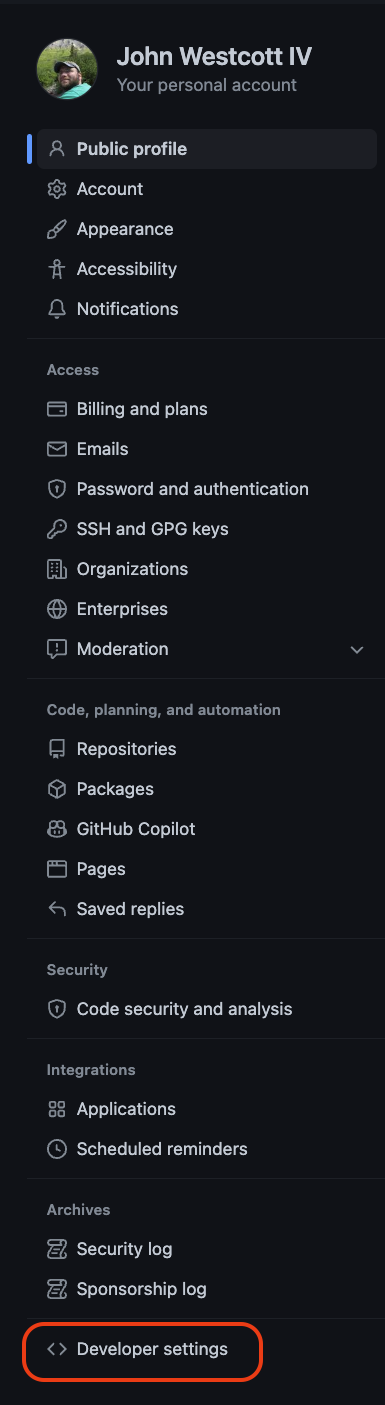 John Westcott IV
Your personal account
Public profile
Account
Appearance
Accessibility
Notifications
Access
Billing and plans
Emails
Password and authentication
SSH and GPG keys
Organizations
Enterprises
Moderation
Code, planning, and automation
Repositories
Packages
GitHub Copilot
Pages
Saved replies
Security
Code security and analysis
Integrations
Applications
Scheduled reminders
Archives
Security log
Sponsorship log
Developer settings